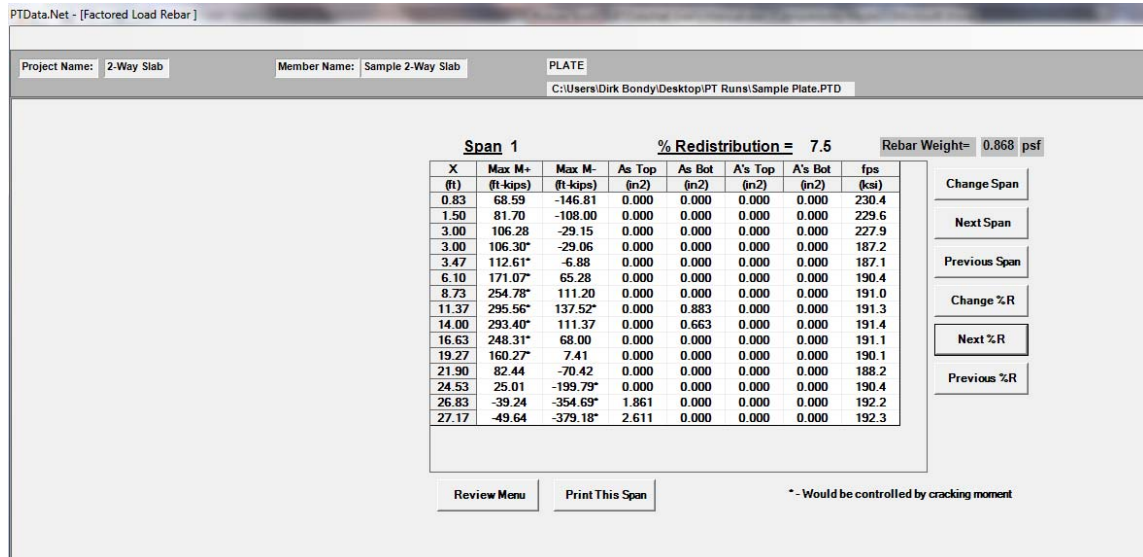 PTData.Net - [Factored Load Rebar]
Project Name: 2-Way Slab Member Name: Sample 2-Way Slab PLATE
C:\Users\Dirk Bondy\Desktop\PT Runs\Sample Plate.PTD
Span 1 % Redistribution = 7.5 Rebar Weight= 0.868 psf
X Max M+ Max M- As Top As Bot A's Top A's Bot fps
(ft) (ft-kips) (ft-kips) (in2) (in2) (in2) (in2) (ksi)
0.83 68.59 -146.81 0.000 0.000 0.000 0.000 230.4
1.50 81.70 -108.00 0.000 0.000 0.000 0.000 229.6
3.00 106.28 -29.15 0.000 0.000 0.000 0.000 227.9
3.00 106.30* -29.06 0.000 0.000 0.000 0.000 187.2
3.47 112.61* -6.88 0.000 0.000 0.000 0.000 187.1
6.10 171.07* 65.28 0.000 0.000 0.000 0.000 190.4
8.73 254.78* 111.20 0.000 0.000 0.000 0.000 191.0
11.37 295.56* 137.52* 0.000 0.883 0.000 0.000 191.3
14.00 293.40* 111.37 0.000 0.663 0.000 0.000 191.4
16.63 248.31* 68.00 0.000 0.000 0.000 0.000 191.1
19.27 160.27* 7.41 0.000 0.000 0.000 0.000 190.1
21.90 82.44 -70.42 0.000 0.000 0.000 0.000 188.2
24.53 25.01 -199.79* 0.000 0.000 0.000 0.000 190.4
26.83 -39.24 -354.69* 1.861 0.000 0.000 0.000 192.2
27.17 -49.64 -379.18* 2.611 0.000 0.000 0.000 192.3
Change Span
Next Span
Previous Span
Change %R
Next %R
Previous %R
Review Menu Print This Span * - Would be controlled by cracking moment